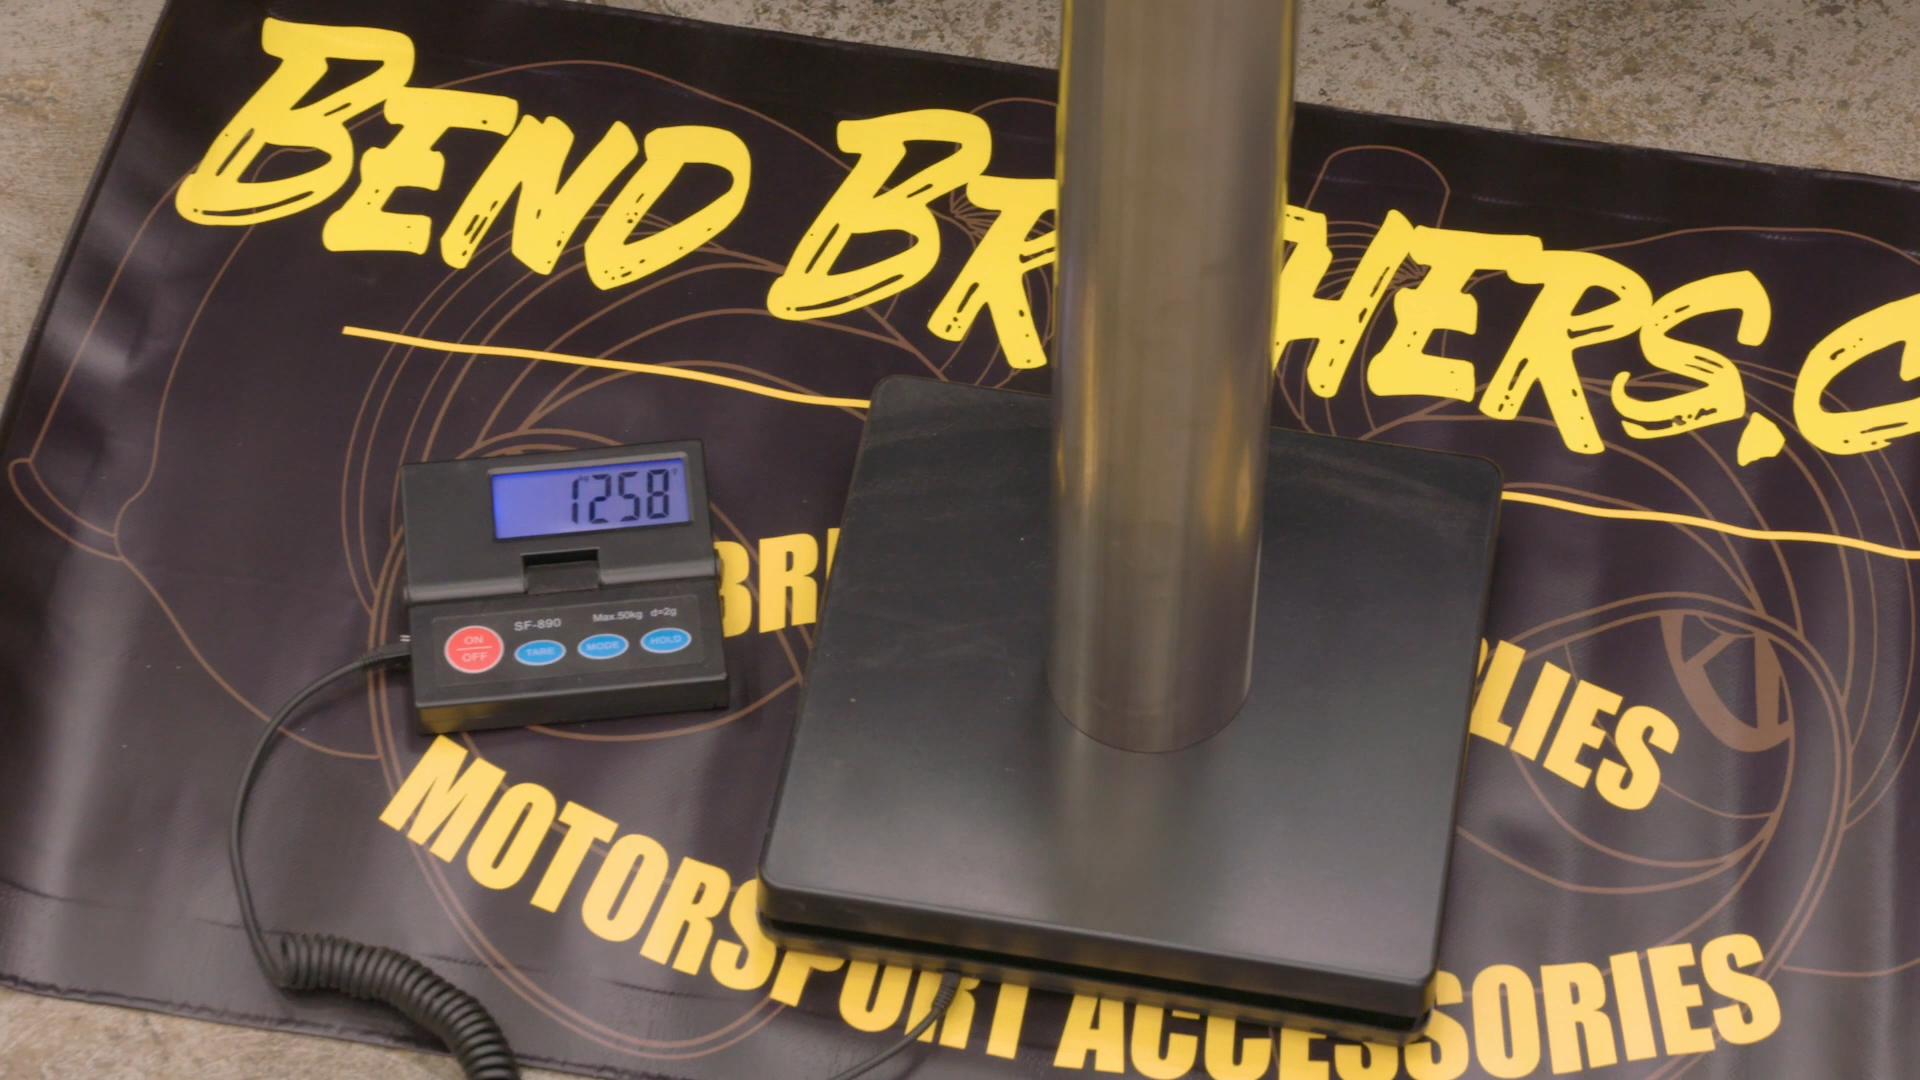 BEND BR HERS.C
1258
BR LIES
SF-890 Max.50kg d=2g
ON
OFF
TARE
MODE
HOLD
MOTORSPORT ACCESSORIES